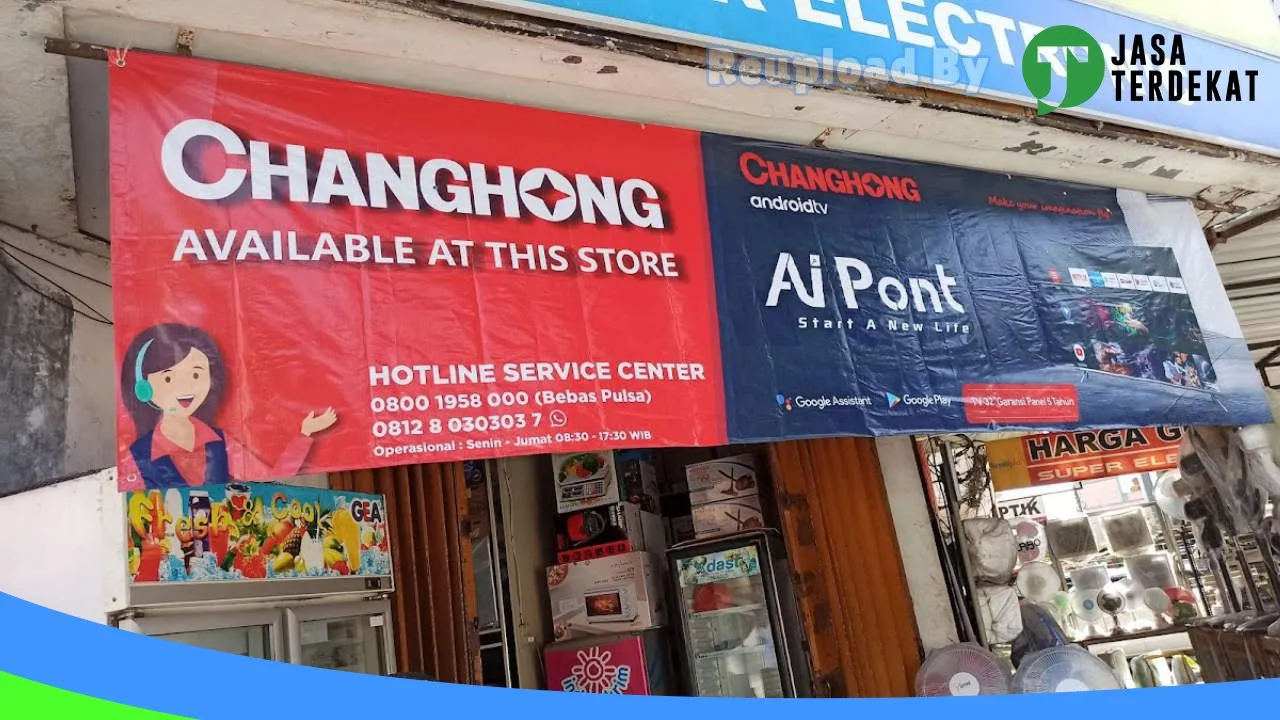 ELECTR
Reupload By
JASA
TERDEKAT
CHANGHONG
AVAILABLE AT THIS STORE
HOTLINE SERVICE CENTER
0800 1958 000 (Bebas Pulsa)
0812 8 030303 7
Operasional : Senin - Jumat 08:30 - 17:30 WIB
CHANGHONG
androidtv
Make your imagination fly
Ai Pont
Start A New Life
Google Assistant
Google Play
TV 32" Garansi Panel 5 Tahun
Fresh & Cool
GEA
HARGA G
SUPER ELE